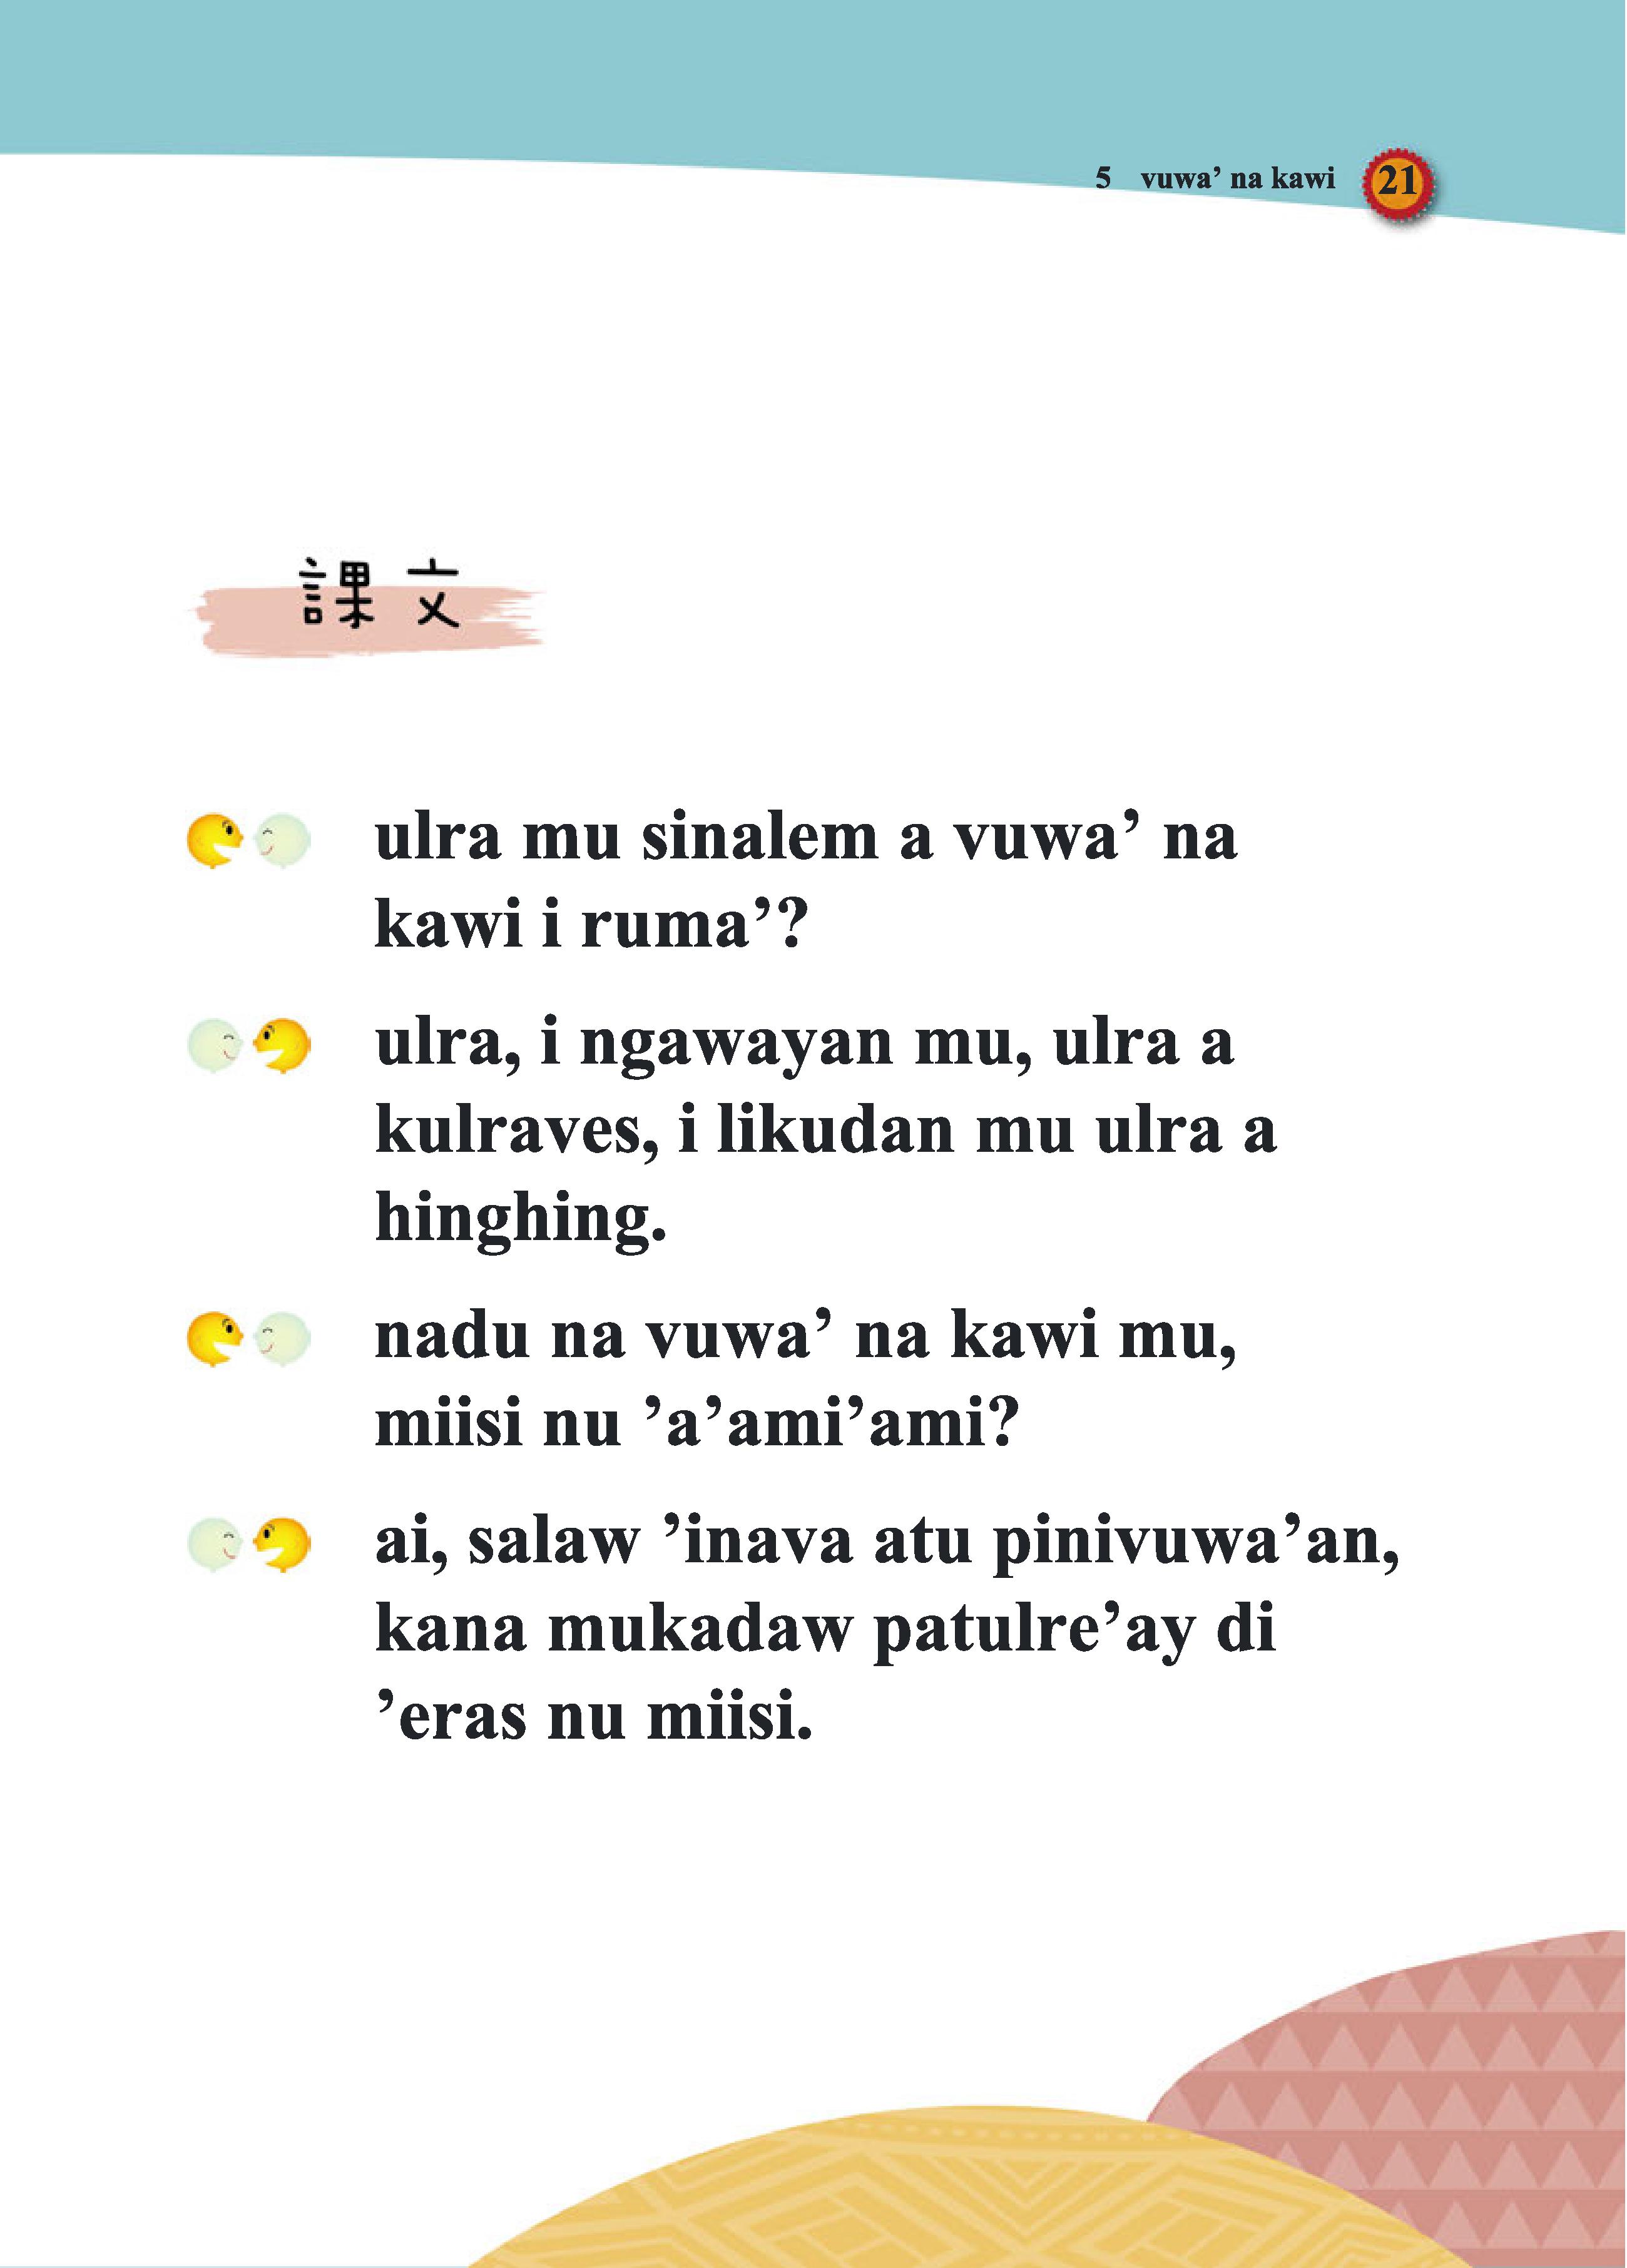 5 vuwa’ na kawi 21
課文
ulra mu sinalem a vuwa’ na
kawi i ruma’?
ulra, i ngawayan mu, ulra a
kulraves, i likudan mu ulra a
hinghing.
nadu na vuwa’ na kawi mu,
miisi nu ’a’ami’ami?
ai, salaw ’inava atu pinivuwa’an,
kana mukadaw patulre’ay di
’eras nu miisi.